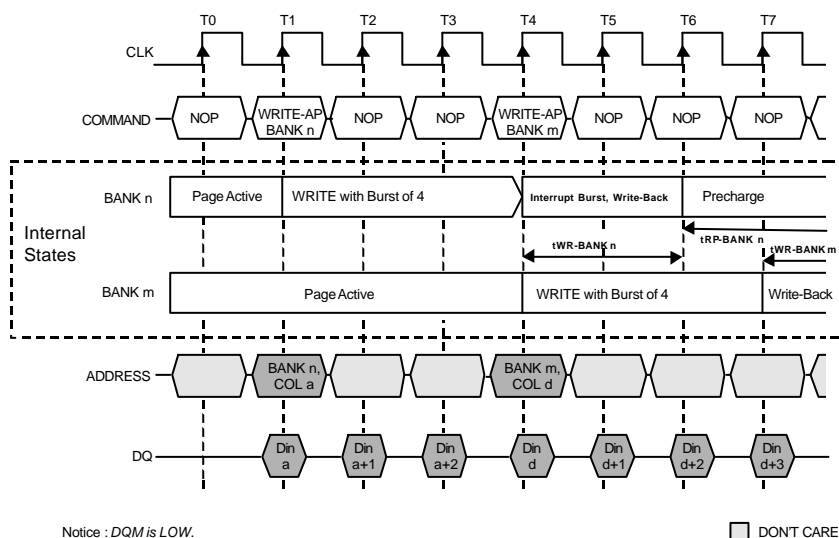 T0 T1 T2 T3 T4 T5 T6 T7
CLK
COMMAND NOP WRITE-AP BANK n NOP NOP WRITE-AP BANK m NOP NOP NOP
BANK n Page Active WRITE with Burst of 4 Interrupt Burst, Write-Back Precharge
Internal States
tWR-BANK n tRP-BANK n tWR-BANK m
BANK m Page Active WRITE with Burst of 4 Write-Back
ADDRESS BANK n, COL a BANK m, COL d
DQ Din a Din a+1 Din a+2 Din d Din d+1 Din d+2 Din d+3
Notice : DQM is LOW. DON'T CARE